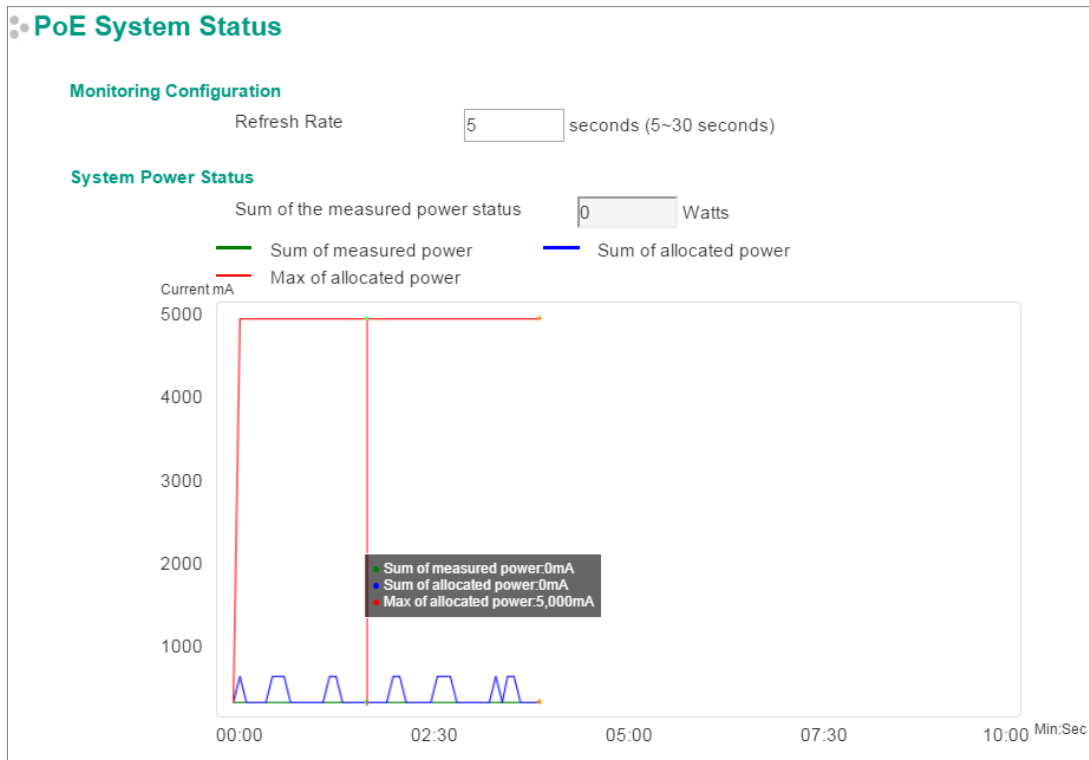 PoE System Status
Monitoring Configuration
Refresh Rate 5 seconds (5~30 seconds)
System Power Status
Sum of the measured power status 0 Watts
Sum of measured power Sum of allocated power
Max of allocated power
Current mA
5000
4000
3000
2000
Sum of measured power:0mA
Sum of allocated power:0mA
Max of allocated power:5,000mA
1000
00:00 02:30 05:00 07:30 10:00 Min:Sec